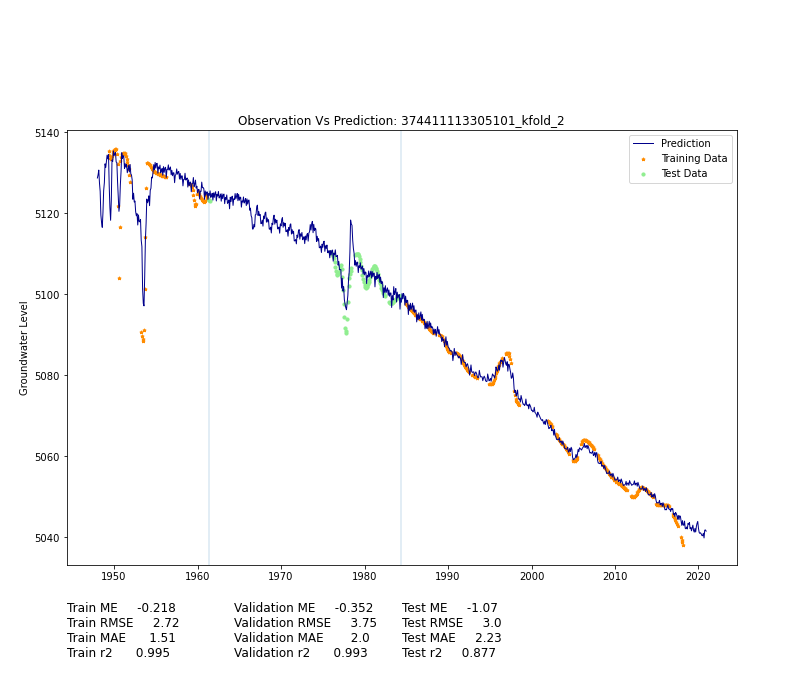 Observation Vs Prediction: 374411113305101_kfold_2
Prediction
Training Data
Test Data
Groundwater Level
5140
5120
5100
5080
5060
5040
1950 1960 1970 1980 1990 2000 2010 2020
Train ME -0.218 Validation ME -0.352 Test ME -1.07
Train RMSE 2.72 Validation RMSE 3.75 Test RMSE 3.0
Train MAE 1.51 Validation MAE 2.0 Test MAE 2.23
Train r2 0.995 Validation r2 0.993 Test r2 0.877